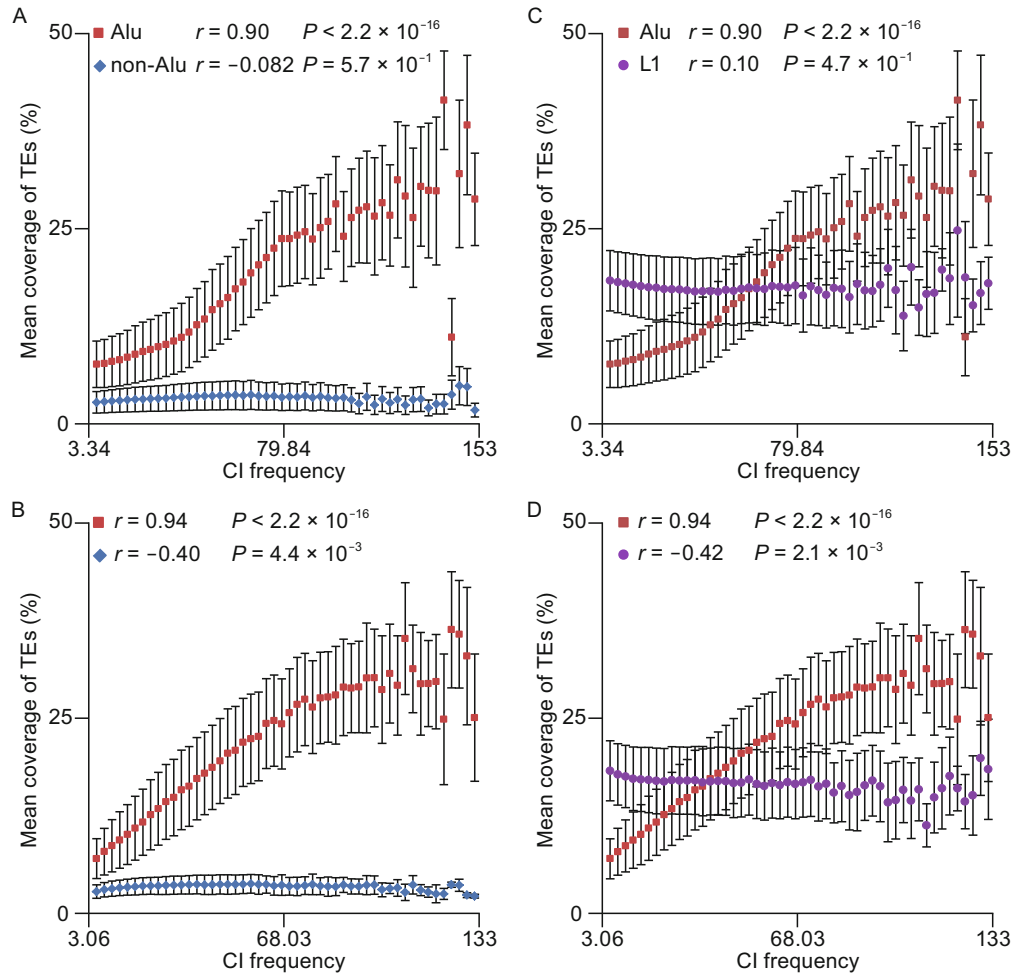 A
Alu r = 0.90 P < 2.2 × 10⁻¹⁶
non-Alu r = −0.082 P = 5.7 × 10⁻¹
Mean coverage of TEs (%)
50
25
0
3.34 79.84 153
CI frequency
C
Alu r = 0.90 P < 2.2 × 10⁻¹⁶
L1 r = 0.10 P = 4.7 × 10⁻¹
Mean coverage of TEs (%)
50
25
0
3.34 79.84 153
CI frequency
B
r = 0.94 P < 2.2 × 10⁻¹⁶
r = −0.40 P = 4.4 × 10⁻³
Mean coverage of TEs (%)
50
25
0
3.06 68.03 133
CI frequency
D
r = 0.94 P < 2.2 × 10⁻¹⁶
r = −0.42 P = 2.1 × 10⁻³
Mean coverage of TEs (%)
50
25
0
3.06 68.03 133
CI frequency